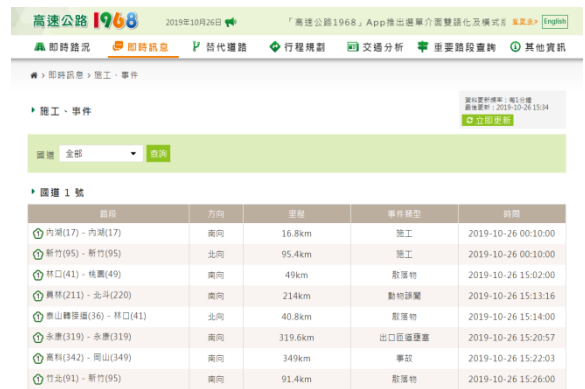 高速公路 1968 2019年10月26日 「高速公路1968」App推出選單介面雙語化及橫式 English
即時路況 即時訊息 替代道路 行程規劃 交通分析 重要路段查詢 其他資訊
> 即時訊息 > 施工、事件
資料更新頻率：每1分鐘
施工、事件 最後更新：2019-10-26 15:34
立即更新
國道 全部 查詢
國道 1 號
路段 方向 里程 事件類型 時間
內湖(17) - 內湖(17) 南向 16.8km 施工 2019-10-26 00:10:00
新竹(95) - 新竹(95) 北向 95.4km 施工 2019-10-26 00:10:00
林口(41) - 桃園(49) 南向 49km 散落物 2019-10-26 15:02:00
員林(211) - 北斗(220) 南向 214km 動物誤闖 2019-10-26 15:13:16
泰山轉接道(36) - 林口(41) 北向 40.8km 散落物 2019-10-26 15:14:00
永康(319) - 永康(319) 南向 319.6km 出口匝道壅塞 2019-10-26 15:20:57
高科(342) - 岡山(349) 南向 349km 事故 2019-10-26 15:22:03
竹北(91) - 新竹(95) 南向 91.4km 散落物 2019-10-26 15:26:00